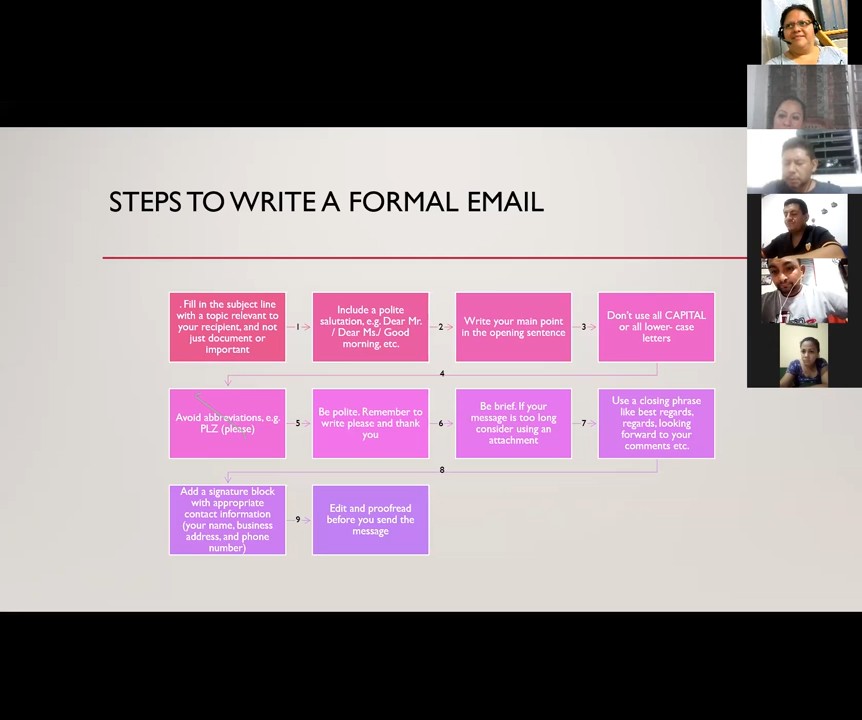 STEPS TO WRITE A FORMAL EMAIL
. Fill in the subject line
with a topic relevant to
your recipient, and not
just document or
important
1
Include a polite
salutation, e.g. Dear Mr.
/ Dear Ms./ Good
morning, etc.
2
Write your main point
in the opening sentence
3
Don't use all CAPITAL
or all lower- case
letters
4
Avoid abbreviations, e.g.
PLZ (please)
5
Be polite. Remember to
write please and thank
you
6
Be brief. If your
message is too long
consider using an
attachment
7
Use a closing phrase
like best regards,
regards, looking
forward to your
comments etc.
8
Add a signature block
with appropriate
contact information
(your name, business
address, and phone
number)
9
Edit and proofread
before you send the
message